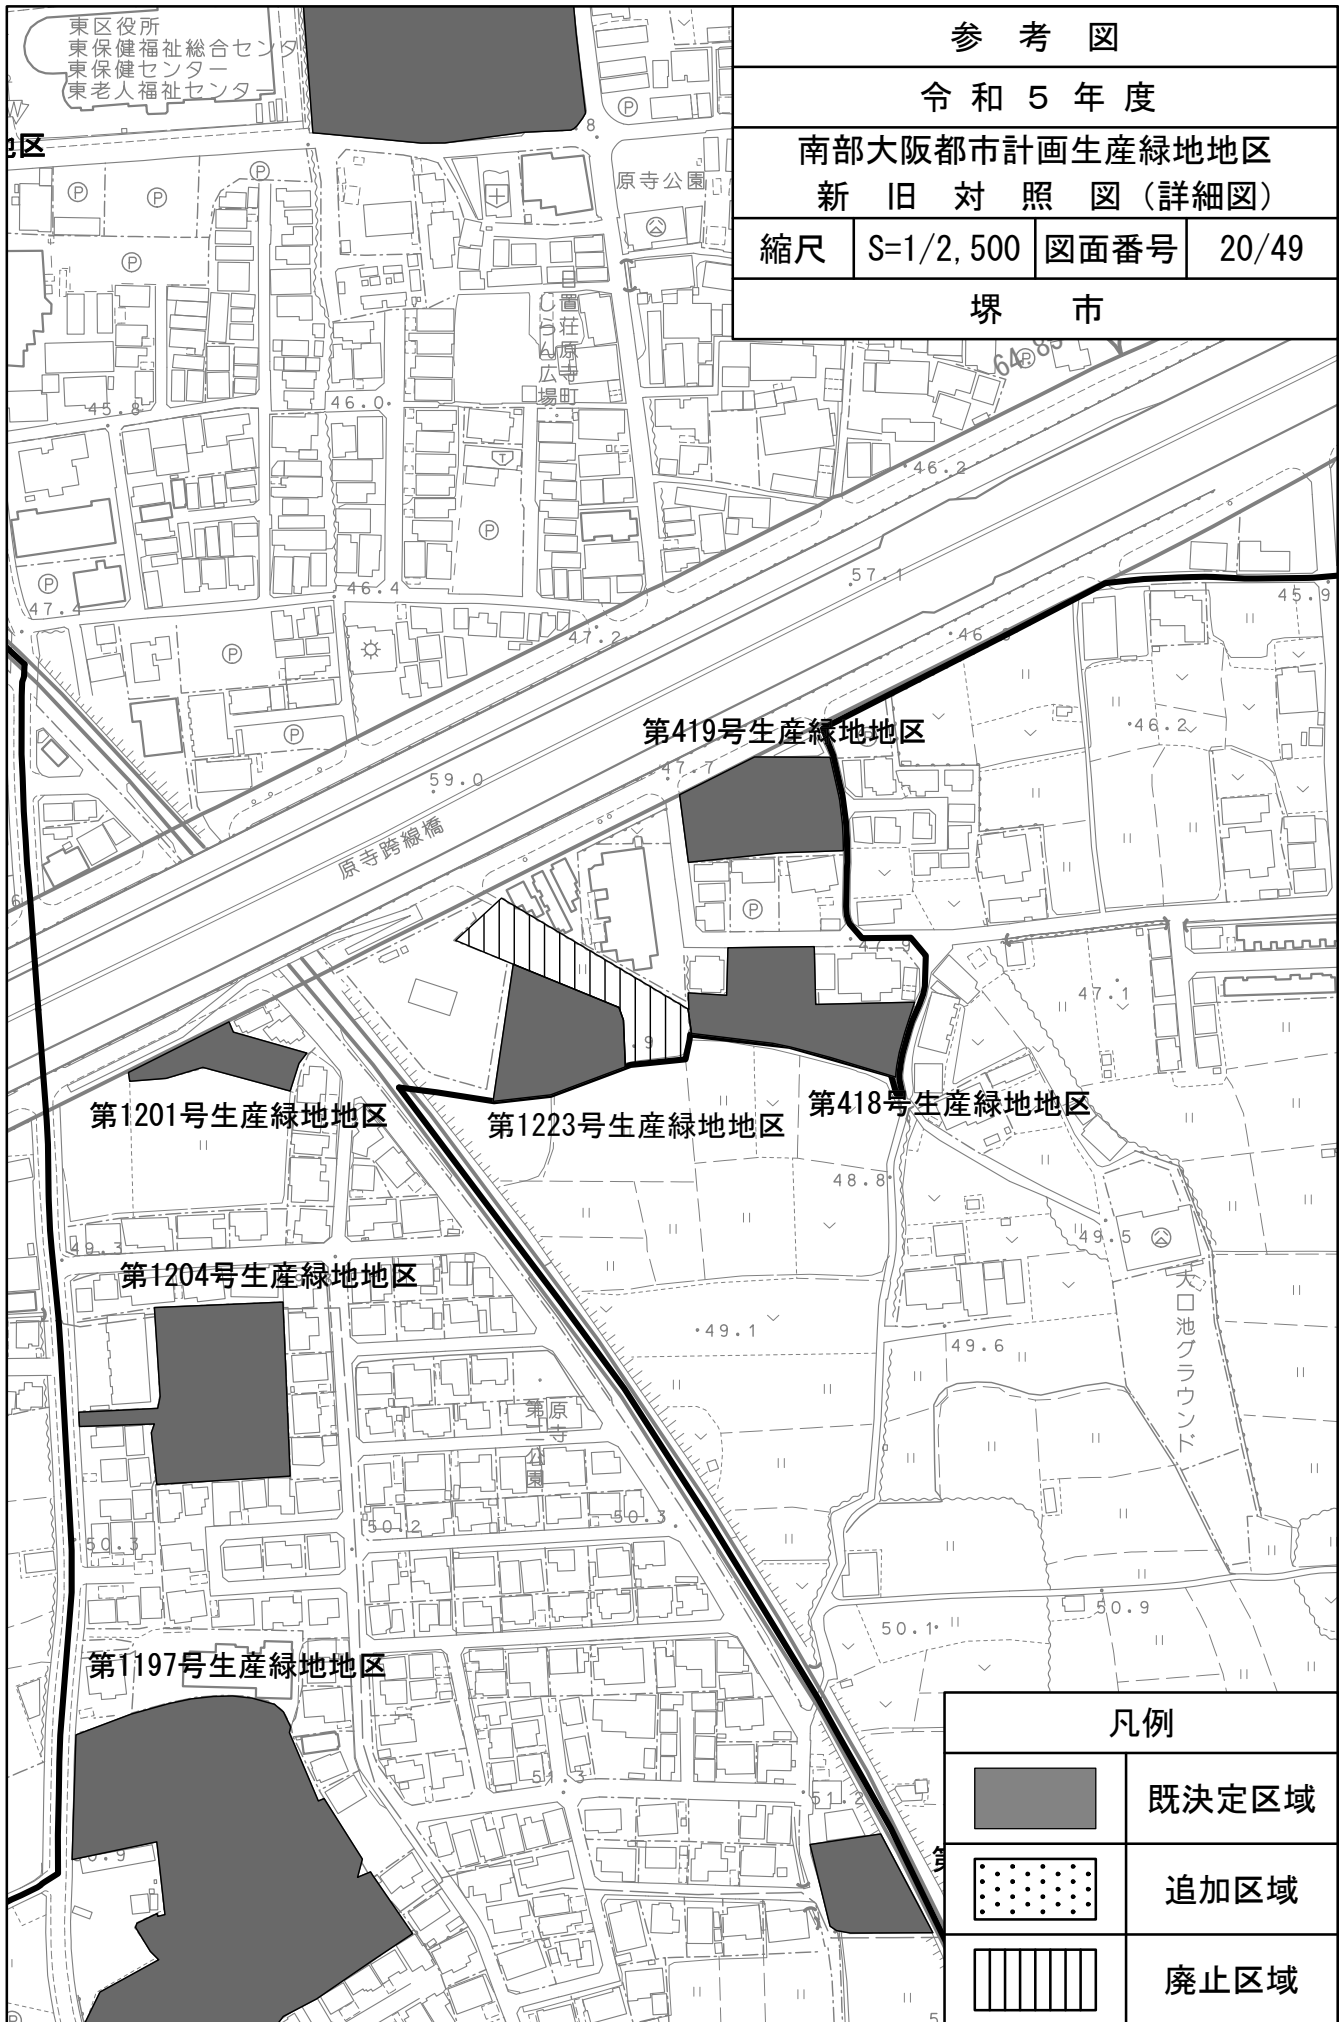 参考図
令和5年度
南部大阪都市計画生産緑地地区
新旧対照図(詳細図)
縮尺 S=1/2,500 図面番号 20/49
堺市
東区役所
東保健福祉総合センタ
東保健センター
東老人福祉センター
地区
原寺公園
日置荘原寺町
しらん広場
64.85
45.8
46.0
46.2
57.1
47.4
46.4
47.2
45.9
46.2
第419号生産緑地地区
47.7
59.0
原寺跨線橋
47.9
47.1
第1201号生産緑地地区
第1223号生産緑地地区
第418号生産緑地地区
48.8
49.3
49.5
第1204号生産緑地地区
49.1
49.6
大口池グラウンド
原寺
第二公園
50.2
50.3
50.3
50.9
50.1
第1197号生産緑地地区
51.3
51.2
凡例
既決定区域
追加区域
廃止区域